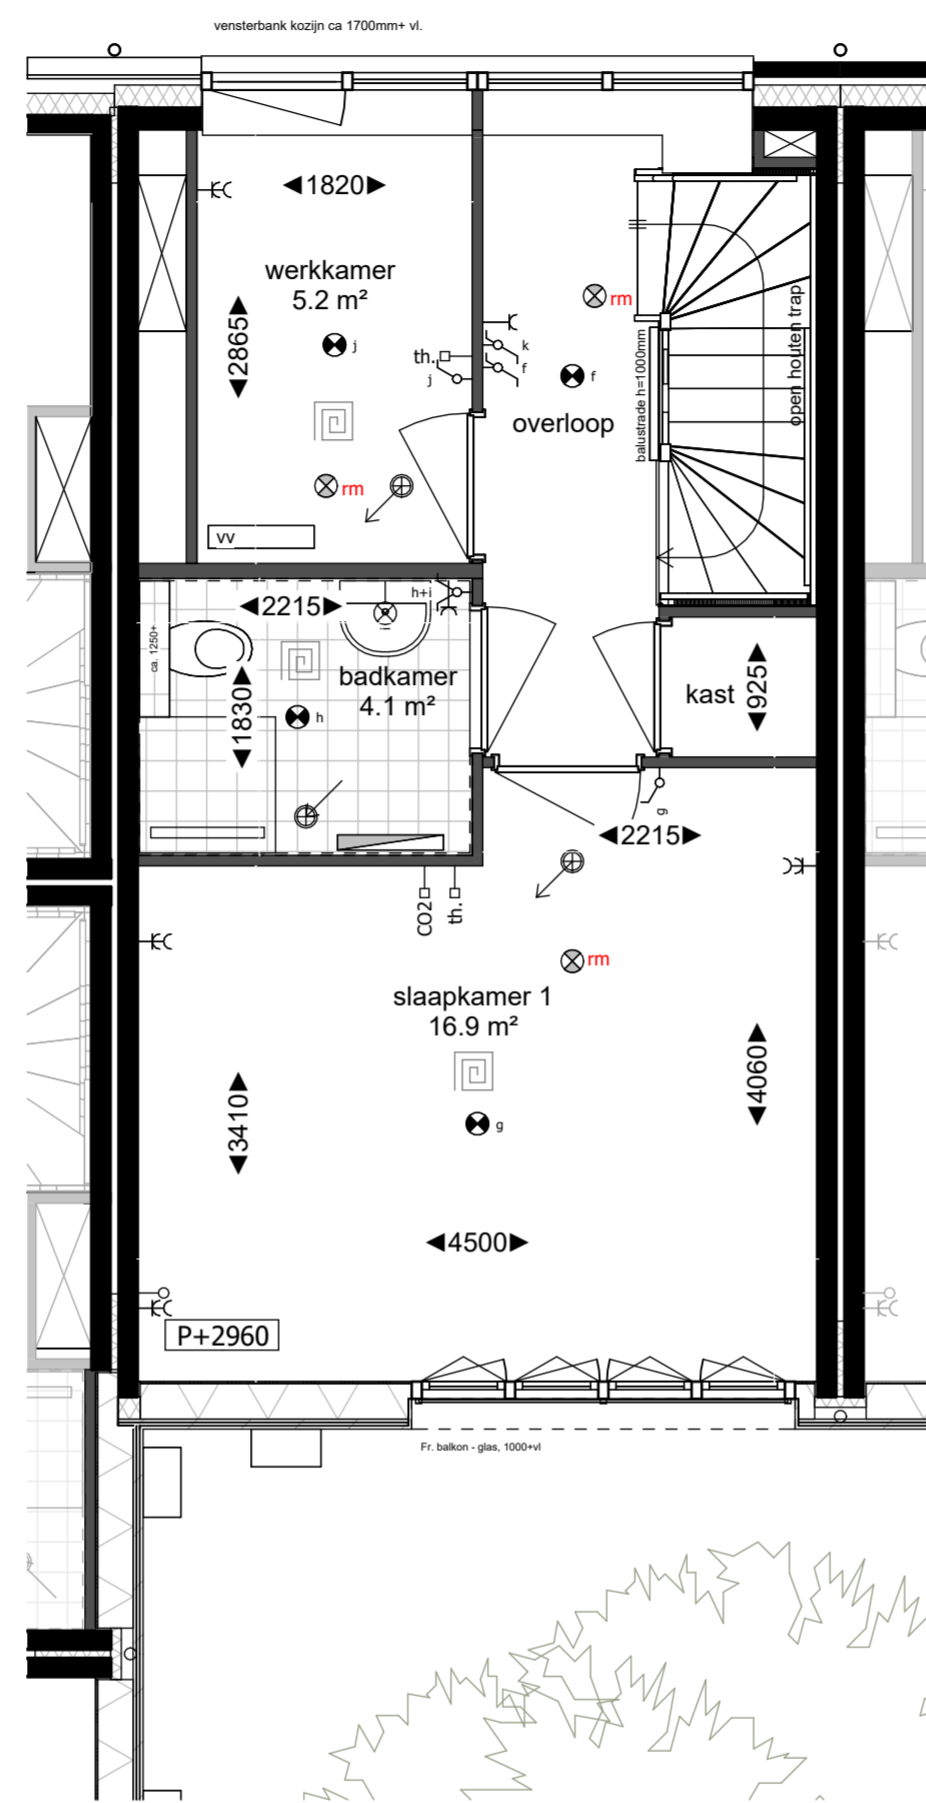 vensterbank kozijn ca 1700mm+ vl.
1820
werkkamer
5.2 m²
rm
2865
j
th.
j
k
f
f
overloop
balustrade h=1000mm
open houten trap
rm
vv
2215
h+i
ca. 1250+
badkamer
4.1 m²
1830
h
kast
925
g
2215
CO2
th.
rm
slaapkamer 1
16.9 m²
4060
3410
g
4500
P+2960
Fr. balkon - glas, 1000+vl